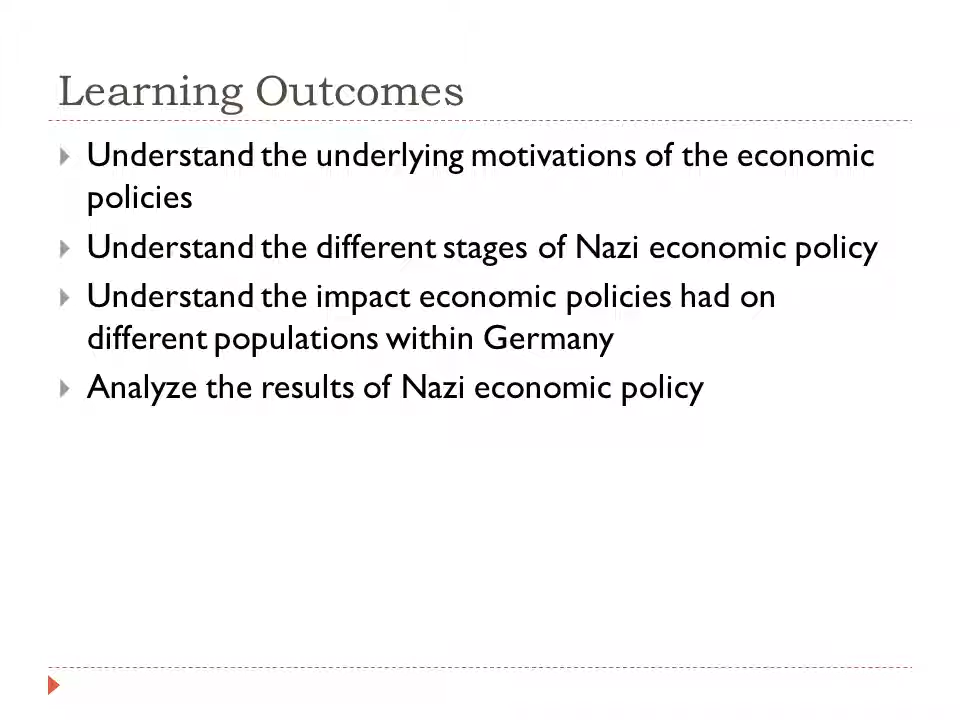 Learning Outcomes
Understand the underlying motivations of the economic
policies
Understand the different stages of Nazi economic policy
Understand the impact economic policies had on
different populations within Germany
Analyze the results of Nazi economic policy